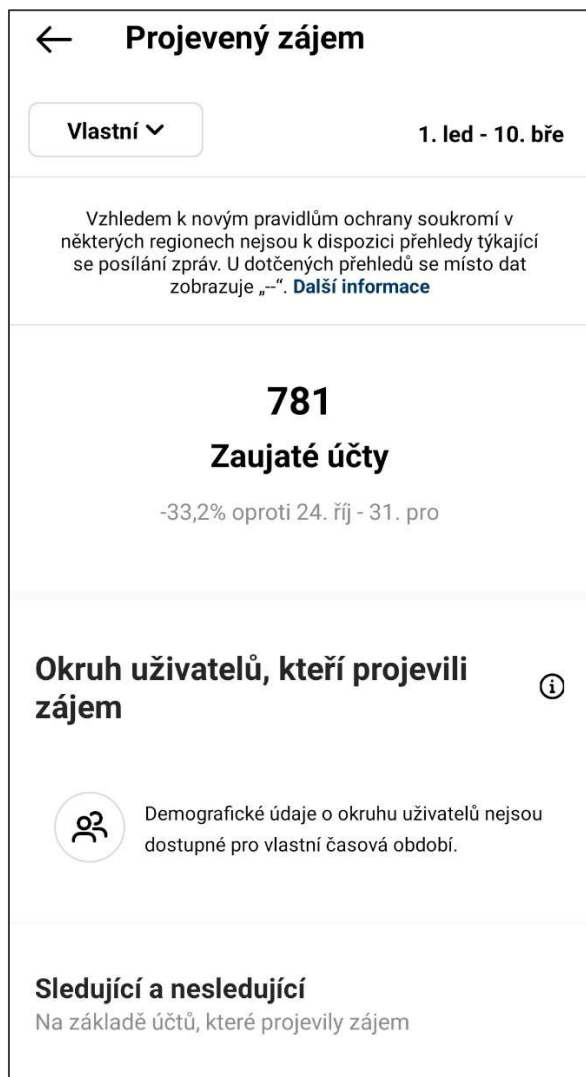 Projevený zájem
Vlastní
1. led - 10. bře
Vzhledem k novým pravidlům ochrany soukromí v
některých regionech nejsou k dispozici přehledy týkající
se posílání zpráv. U dotčených přehledů se místo dat
zobrazuje „--“. Další informace
781
Zaujaté účty
-33,2% oproti 24. říj - 31. pro
Okruh uživatelů, kteří projevili
zájem
Demografické údaje o okruhu uživatelů nejsou
dostupné pro vlastní časová období.
Sledující a nesledující
Na základě účtů, které projevily zájem